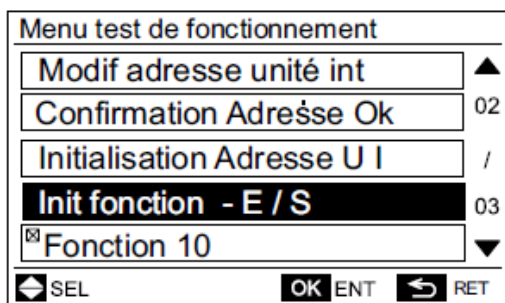 Menu test de fonctionnement
Modif adresse unité int
Confirmation Adresse Ok
02
Initialisation Adresse U I
/
Init fonction - E / S
03
Fonction 10
SEL OK ENT RET